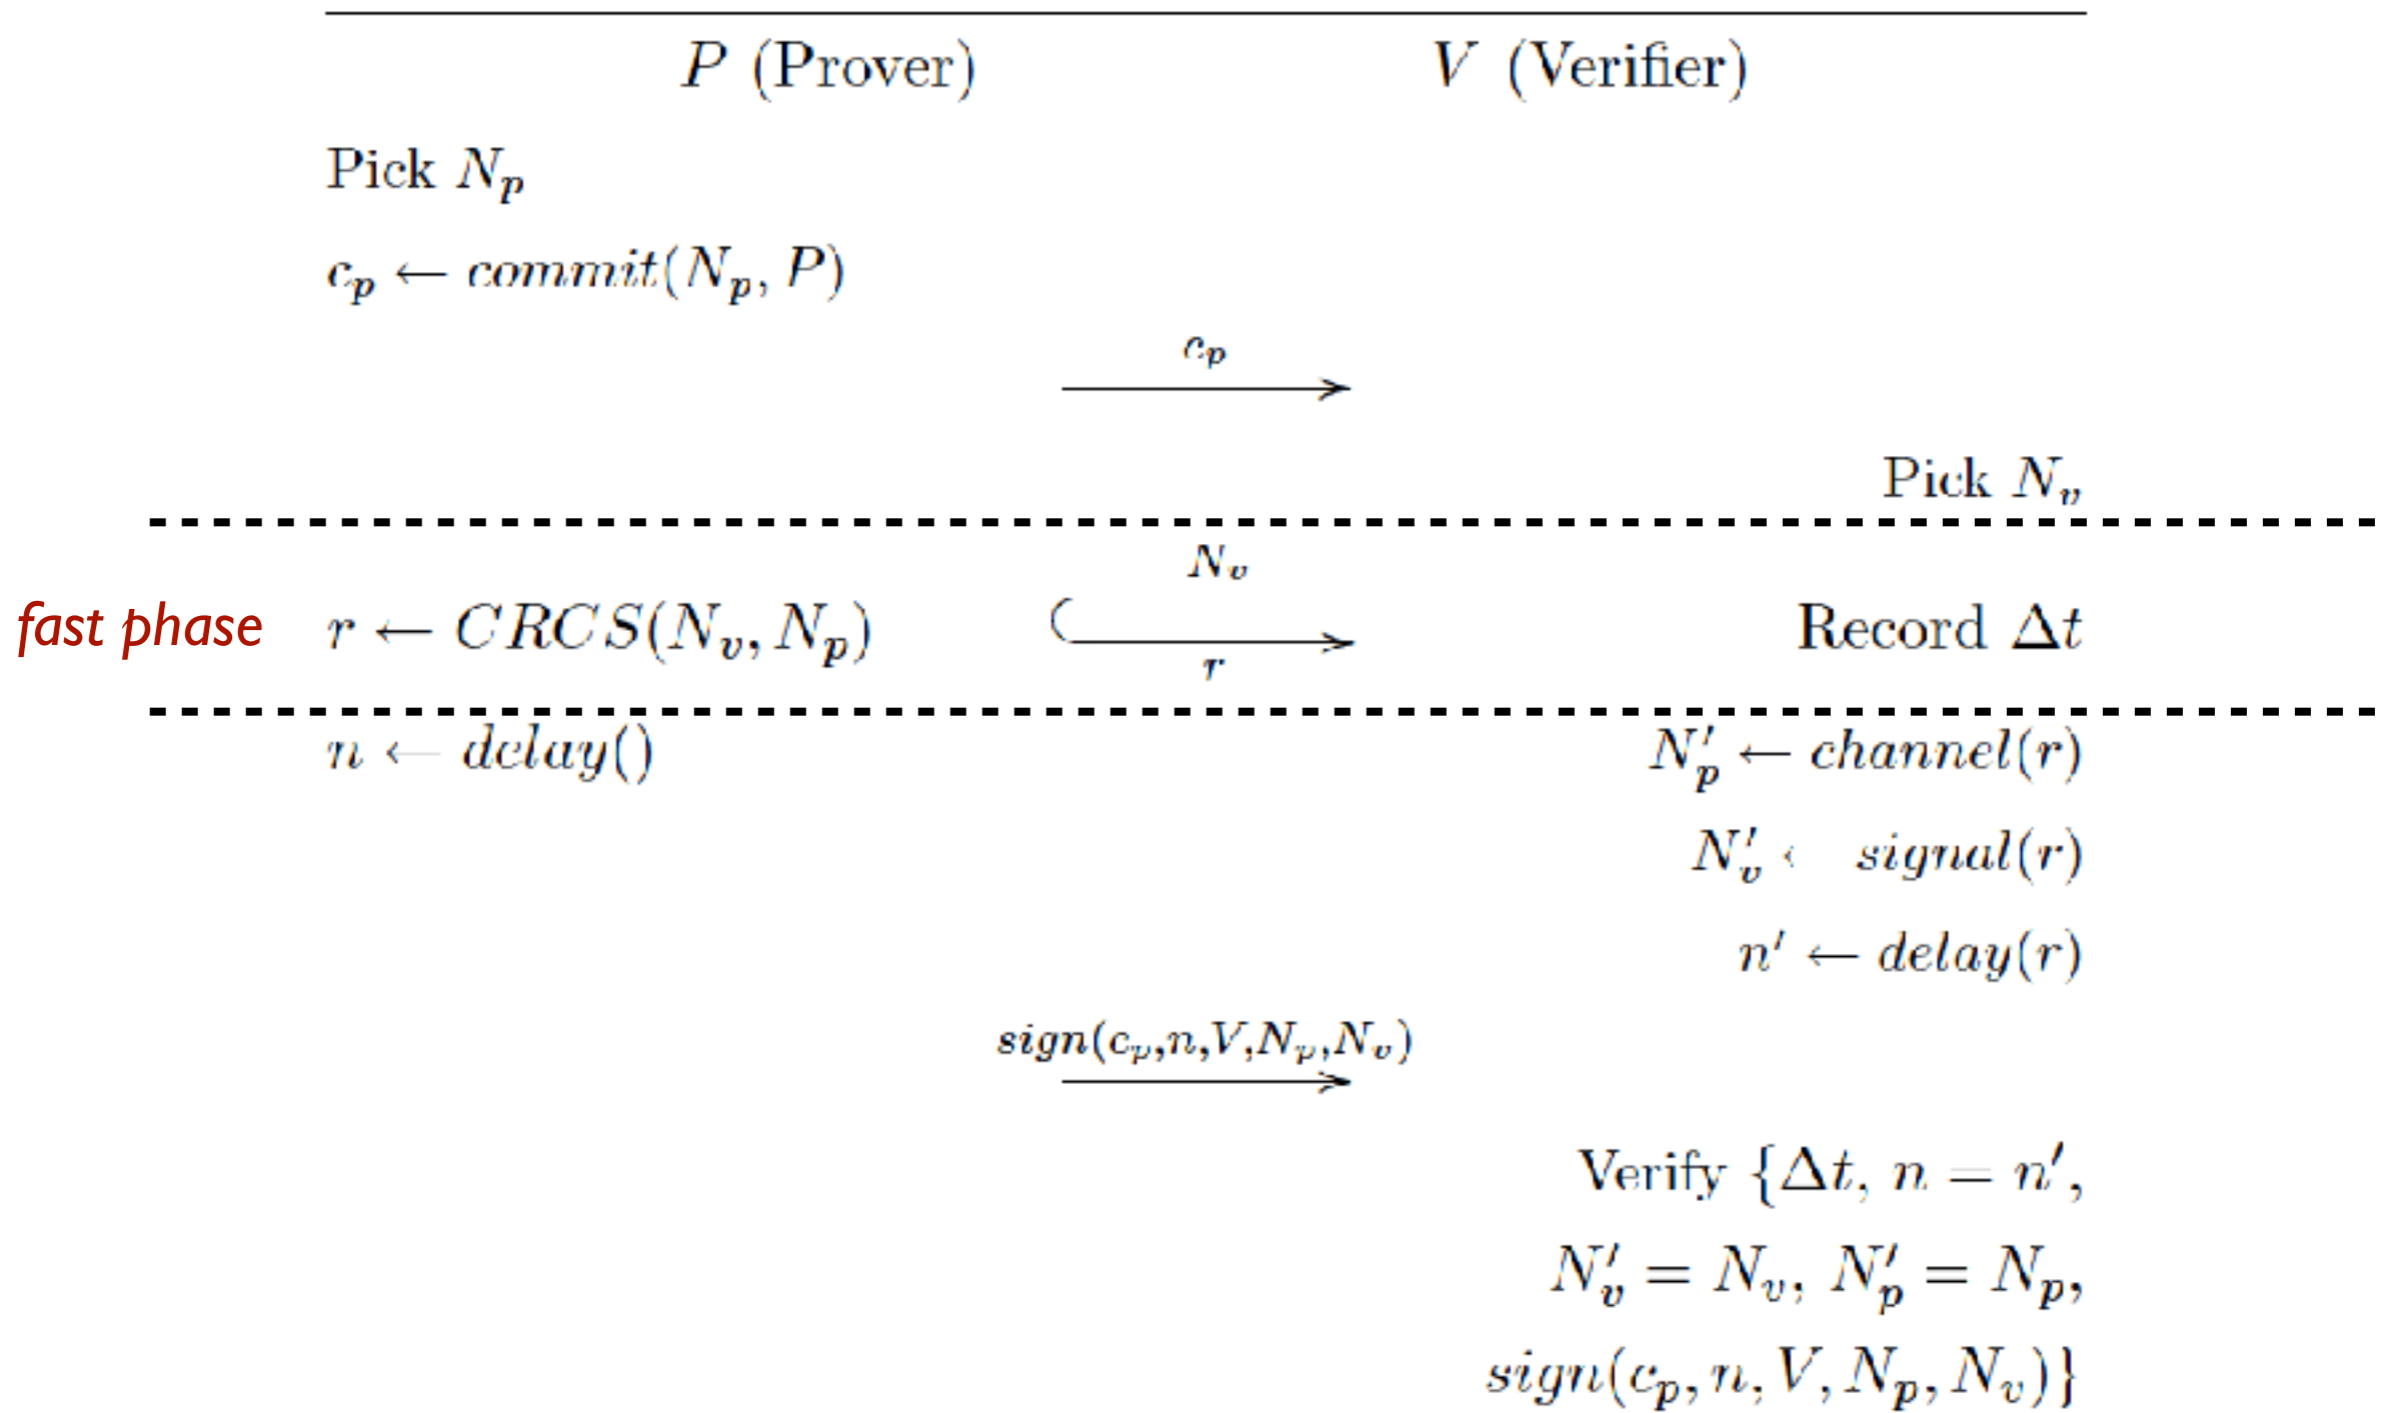 P (Prover) V (Verifier)
Pick N_p
c_p ← commit(N_p, P)
c_p
Pick N_v
N_v
fast phase r ← CRCS(N_v, N_p) Record Δt
r
n ← delay() N'_p ← channel(r)
N'_v ← signal(r)
n' ← delay(r)
sign(c_p,n,V,N_p,N_v)
Verify {Δt, n = n',
N'_v = N_v, N'_p = N_p,
sign(c_p, n, V, N_p, N_v)}